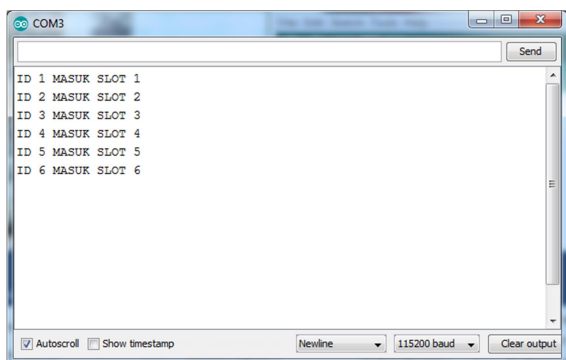 COM3
Send
ID 1 MASUK SLOT 1
ID 2 MASUK SLOT 2
ID 3 MASUK SLOT 3
ID 4 MASUK SLOT 4
ID 5 MASUK SLOT 5
ID 6 MASUK SLOT 6
Autoscroll Show timestamp Newline 115200 baud Clear output